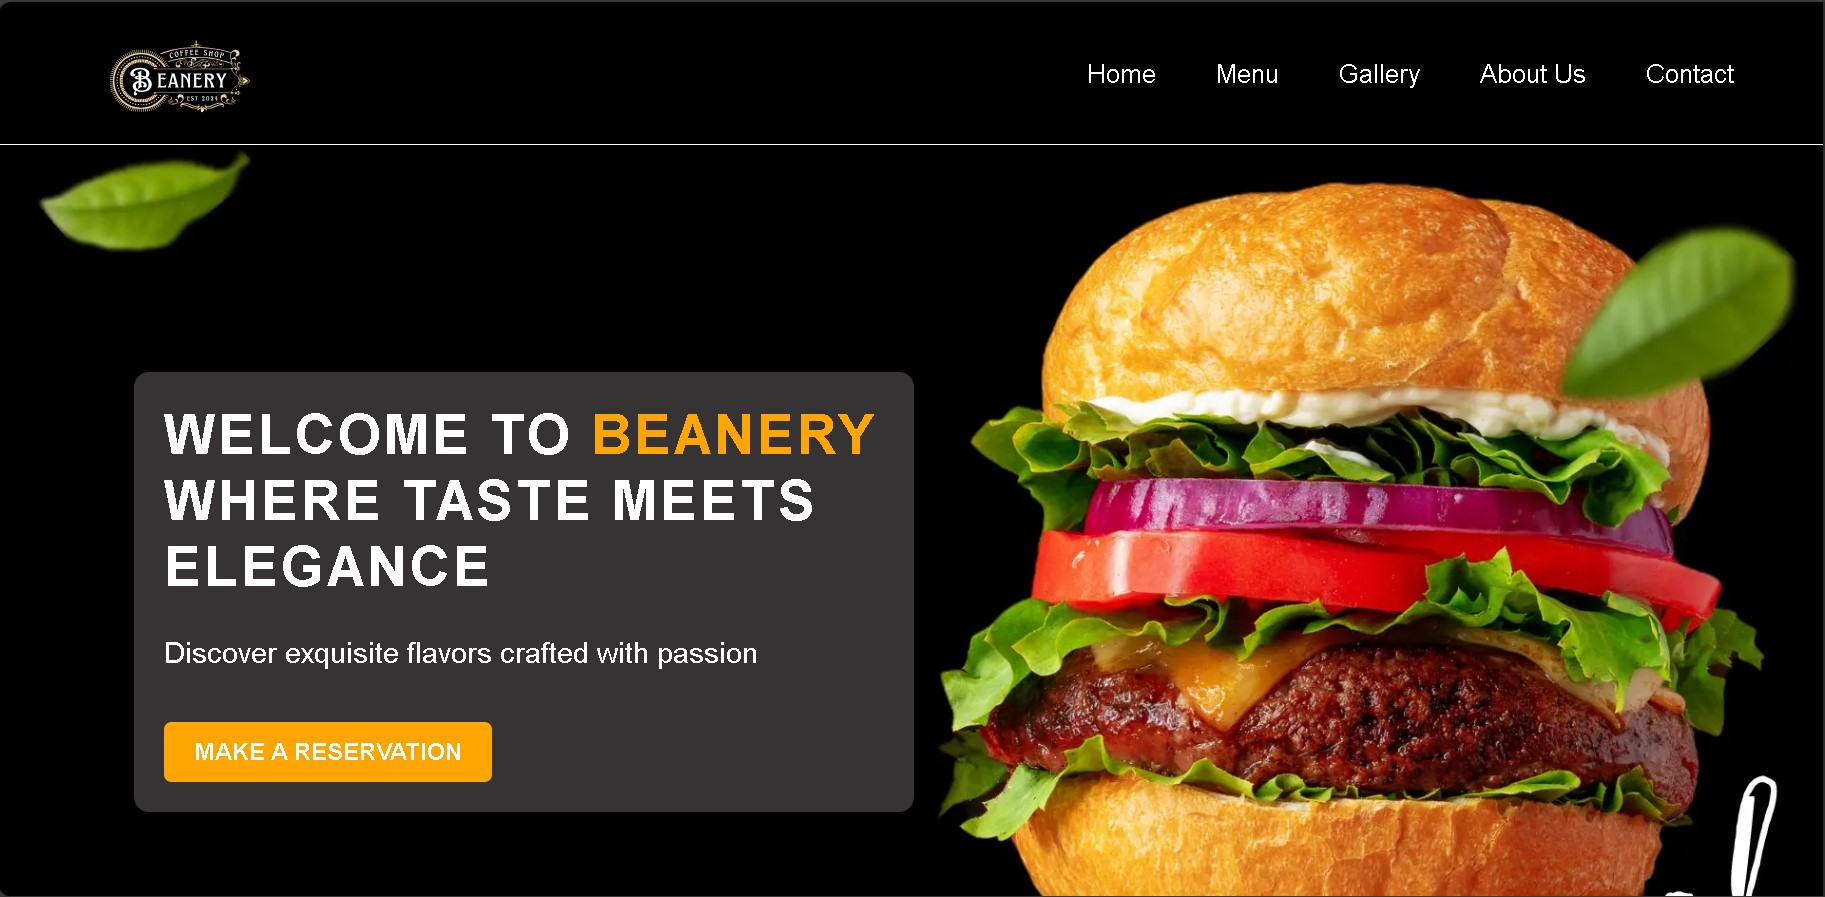 COFFEE SHOP
BEANERY
EST 2024
Home Menu Gallery About Us Contact
WELCOME TO BEANERY
WHERE TASTE MEETS
ELEGANCE
Discover exquisite flavors crafted with passion
MAKE A RESERVATION